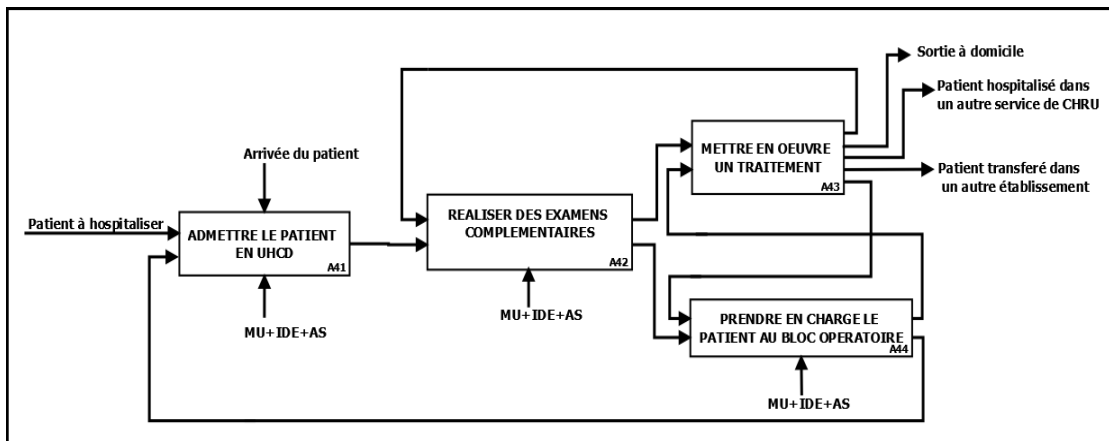 Sortie à domicile
Patient hospitalisé dans
un autre service de CHRU
Arrivée du patient
METTRE EN OEUVRE
UN TRAITEMENT
A43
Patient transferé dans
un autre établissement
Patient à hospitaliser
ADMETTRE LE PATIENT
EN UHCD
A41
REALISER DES EXAMENS
COMPLEMENTAIRES
A42
MU+IDE+AS
MU+IDE+AS
PRENDRE EN CHARGE LE
PATIENT AU BLOC OPERATOIRE
A44
MU+IDE+AS